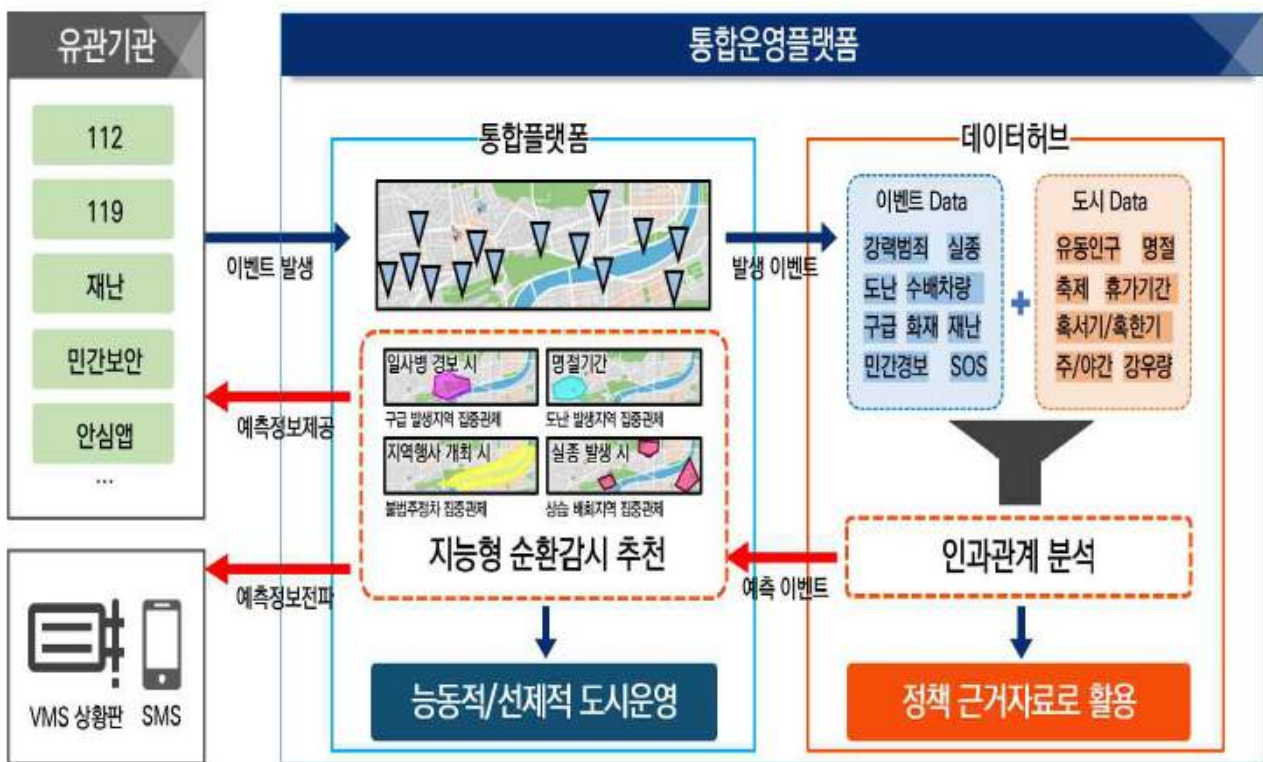 유관기관
112
119
재난
민간보안
안심앱
...
VMS 상황판 SMS
이벤트 발생
예측정보제공
예측정보전파
통합운영플랫폼
통합플랫폼
일사병 경보 시
구급 발생지역 집중관제
명절기간
도난 발생지역 집중관제
지역행사 개최 시
불법주정차 집중관제
실종 발생 시
상습 배회지역 집중관제
지능형 순환감시 추천
능동적/선제적 도시운영
발생 이벤트
예측 이벤트
데이터허브
이벤트 Data
강력범죄 실종
도난 수배차량
구급 화재 재난
민간경보 SOS
+
도시 Data
유동인구 명절
축제 휴가기간
혹서기/혹한기
주/야간 강우량
인과관계 분석
정책 근거자료로 활용